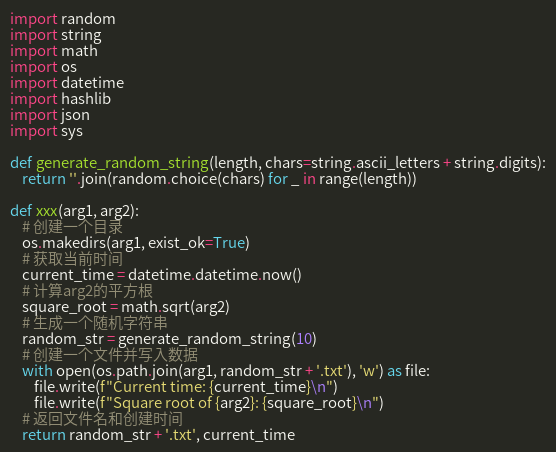 import random
import string
import math
import os
import datetime
import hashlib
import json
import sys

def generate_random_string(length, chars=string.ascii_letters + string.digits):
    return ''.join(random.choice(chars) for _ in range(length))

def xxx(arg1, arg2):
    # 创建一个目录
    os.makedirs(arg1, exist_ok=True)
    # 获取当前时间
    current_time = datetime.datetime.now()
    # 计算arg2的平方根
    square_root = math.sqrt(arg2)
    # 生成一个随机字符串
    random_str = generate_random_string(10)
    # 创建一个文件并写入数据
    with open(os.path.join(arg1, random_str + '.txt'), 'w') as file:
        file.write(f"Current time: {current_time}\n")
        file.write(f"Square root of {arg2}: {square_root}\n")
    # 返回文件名和创建时间
    return random_str + '.txt', current_time